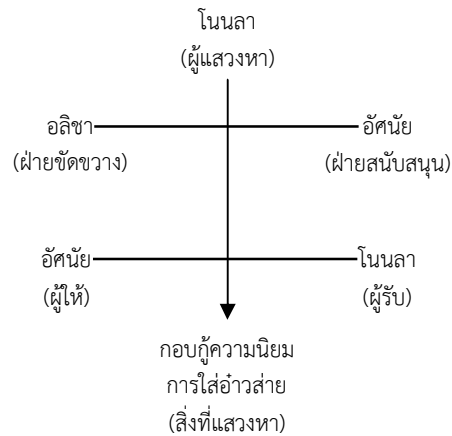 โนนลา
(ผู้แสวงหา)
อลิชา
(ฝ่ายขัดขวาง)
อัศนัย
(ฝ่ายสนับสนุน)
อัศนัย
(ผู้ให้)
โนนลา
(ผู้รับ)
กอบกู้ความนิยม
การใส่อ๋าวส่าย
(สิ่งที่แสวงหา)